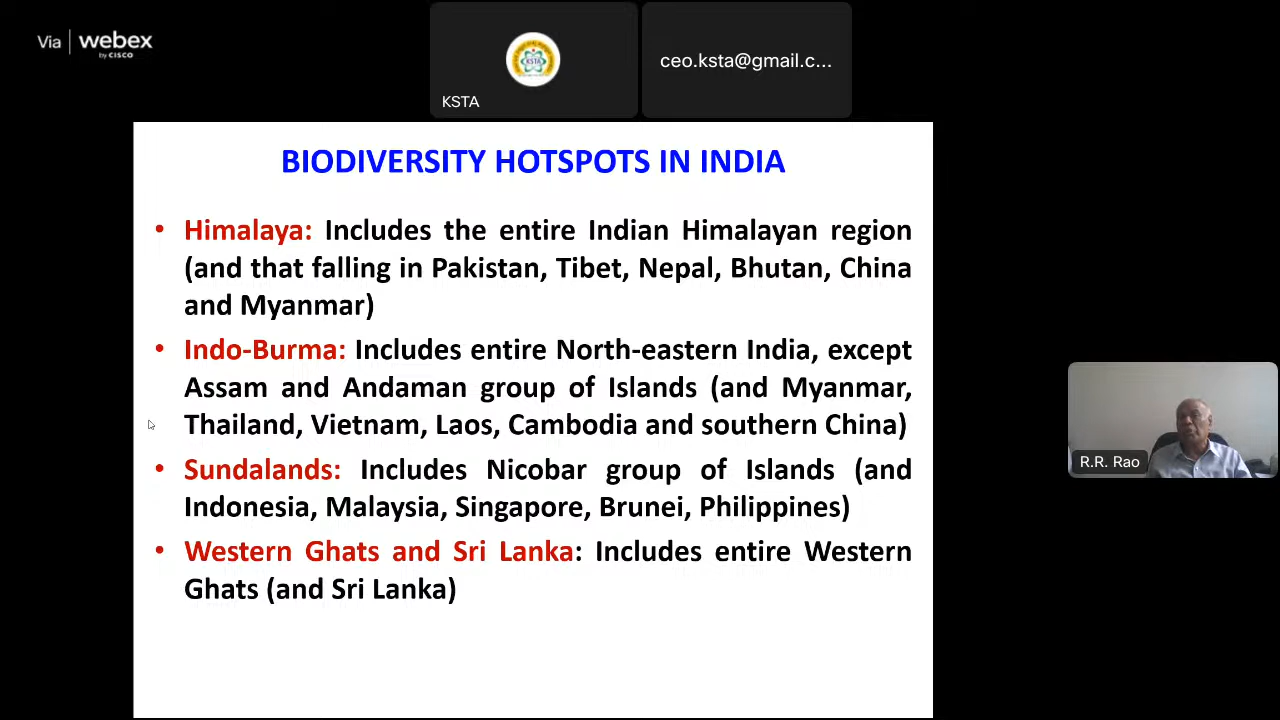 Via webex
by CISCO
KSTA
KSTA
ceo.ksta@gmail.c...
BIODIVERSITY HOTSPOTS IN INDIA
• Himalaya: Includes the entire Indian Himalayan region
(and that falling in Pakistan, Tibet, Nepal, Bhutan, China
and Myanmar)
• Indo-Burma: Includes entire North-eastern India, except
Assam and Andaman group of Islands (and Myanmar,
Thailand, Vietnam, Laos, Cambodia and southern China)
• Sundalands: Includes Nicobar group of Islands (and
Indonesia, Malaysia, Singapore, Brunei, Philippines)
• Western Ghats and Sri Lanka: Includes entire Western
Ghats (and Sri Lanka)
R.R. Rao